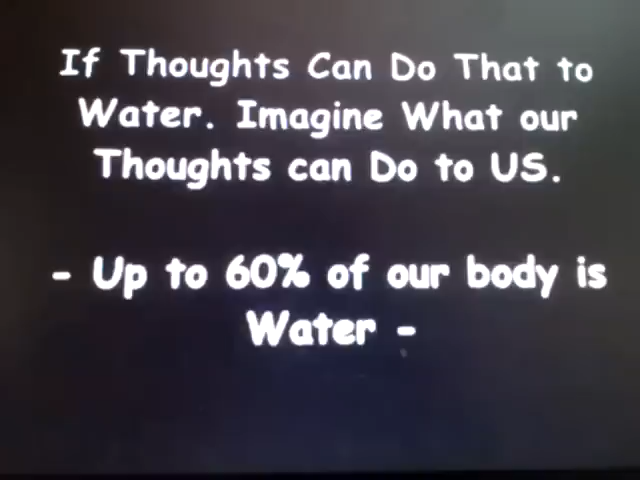 If Thoughts Can Do That to
Water. Imagine What our
Thoughts can Do to US.
- Up to 60% of our body is
Water -